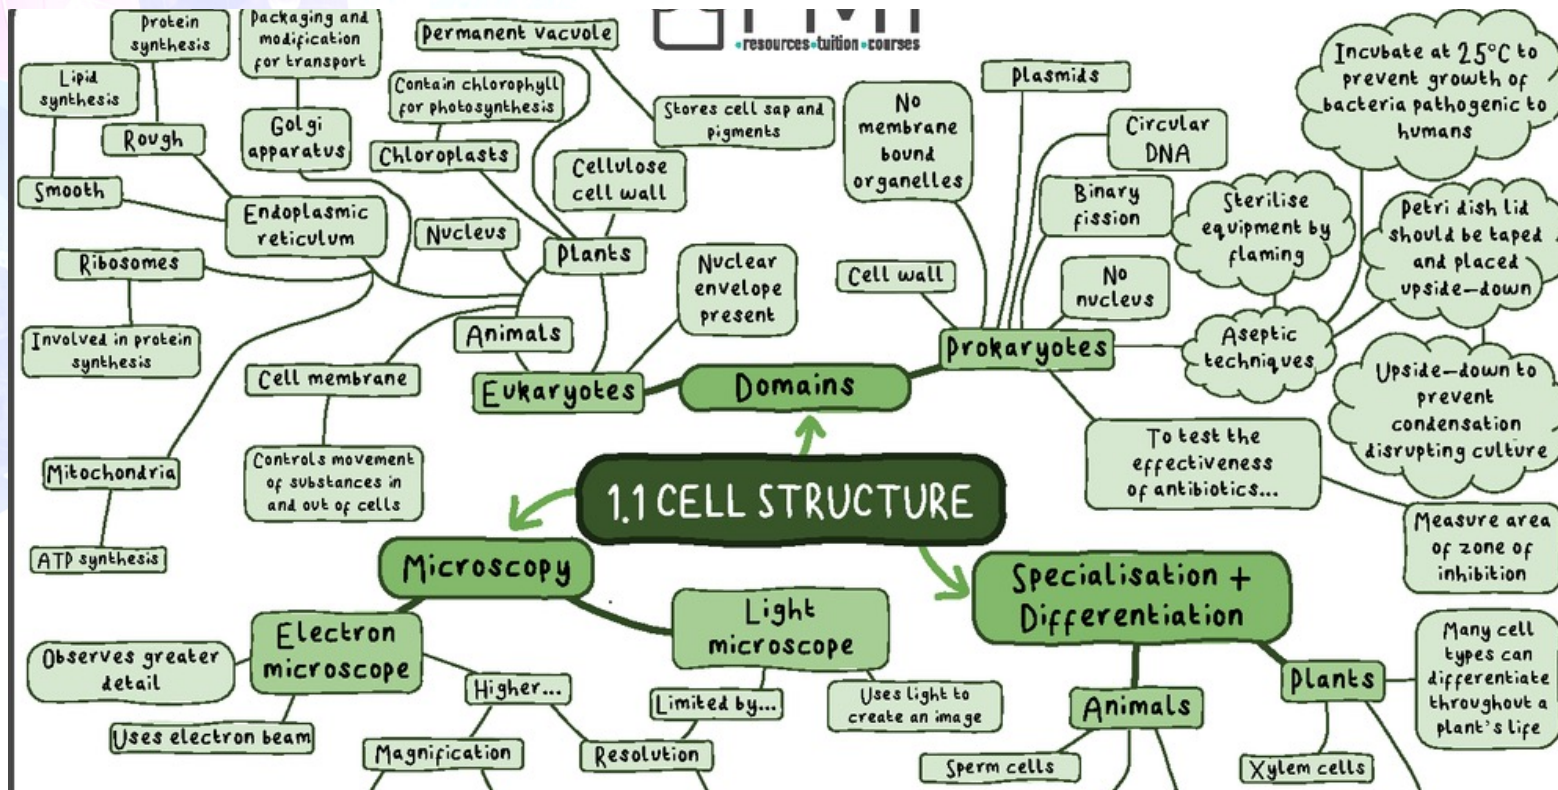 Protein
synthesis
Packaging and
modification
for transport
Permanent vacuole
resources•tuition•courses
Lipid
synthesis
Rough
Golgi
apparatus
Contain chlorophyll
for photosynthesis
Chloroplasts
Stores cell sap and
pigments
Cellulose
cell wall
Smooth
Endoplasmic
reticulum
Nucleus
Plants
Ribosomes
Involved in protein
synthesis
Animals
Nuclear
envelope
present
Cell membrane
Eukaryotes
Domains
Controls movement
of substances in
and out of cells
Mitochondria
ATP synthesis
No
membrane
bound
organelles
Plasmids
Circular
DNA
Binary
fission
Cell wall
No
nucleus
Prokaryotes
Sterilise
equipment by
flaming
Aseptic
techniques
Incubate at 25°C to
prevent growth of
bacteria pathogenic to
humans
Petri dish lid
should be taped
and placed
upside-down
Upside-down to
prevent
condensation
disrupting culture
To test the
effectiveness
of antibiotics...
Measure area
of zone of
inhibition
1.1 CELL STRUCTURE
Microscopy
Electron
microscope
Observes greater
detail
Uses electron beam
Higher...
Magnification
Resolution
Light
microscope
Limited by...
Uses light to
create an image
Specialisation +
Differentiation
Animals
Sperm cells
Plants
Xylem cells
Many cell
types can
differentiate
throughout a
plant's life